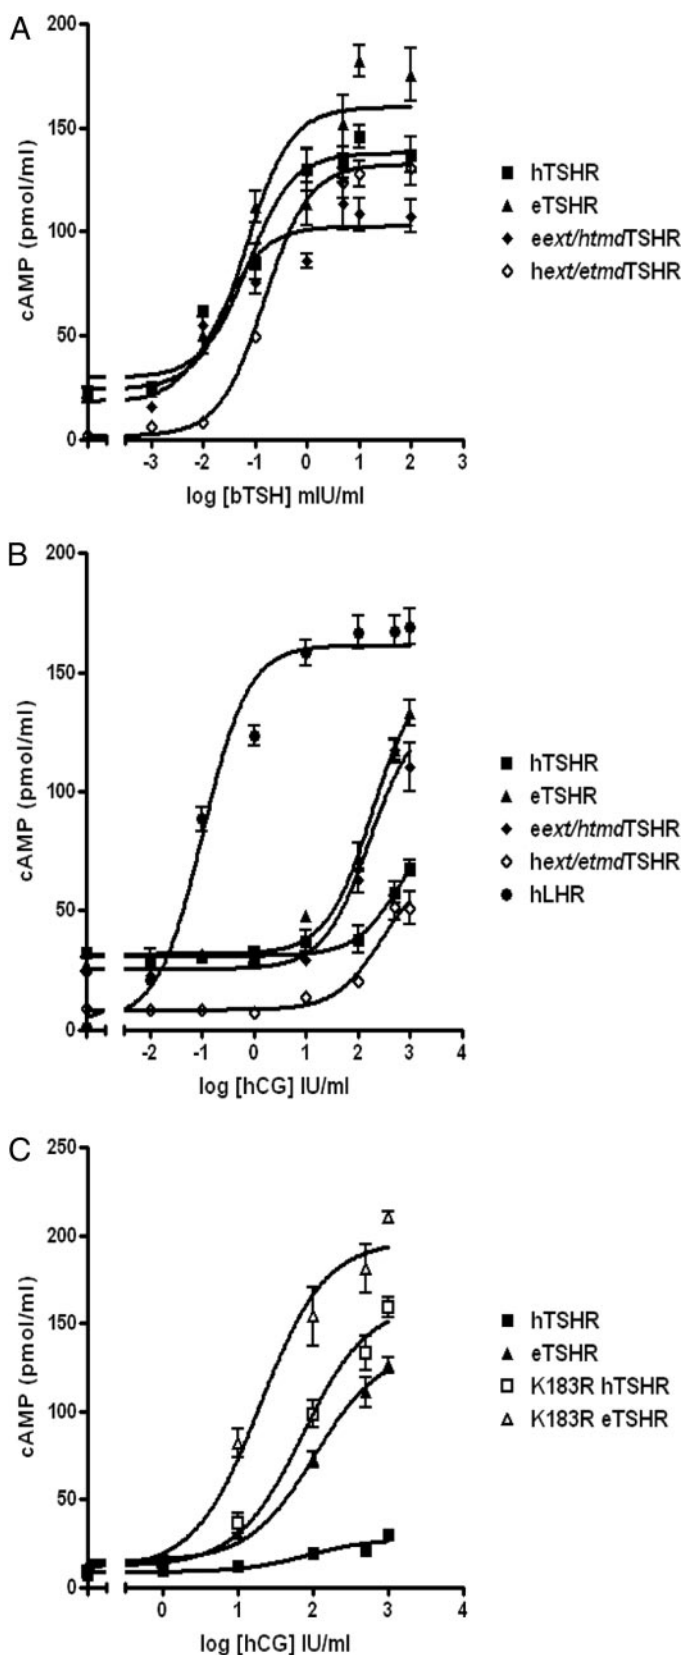 A
200
150
100
50
0
cAMP (pmol/ml)
-3 -2 -1 0 1 2 3
log [bTSH] mIU/ml
hTSHR
eTSHR
eext/htmdTSHR
hext/etmdTSHR
B
200
150
100
50
0
cAMP (pmol/ml)
-2 -1 0 1 2 3 4
log [hCG] IU/ml
hTSHR
eTSHR
eext/htmdTSHR
hext/etmdTSHR
hLHR
C
250
200
150
100
50
0
cAMP (pmol/ml)
0 1 2 3 4
log [hCG] IU/ml
hTSHR
eTSHR
K183R hTSHR
K183R eTSHR